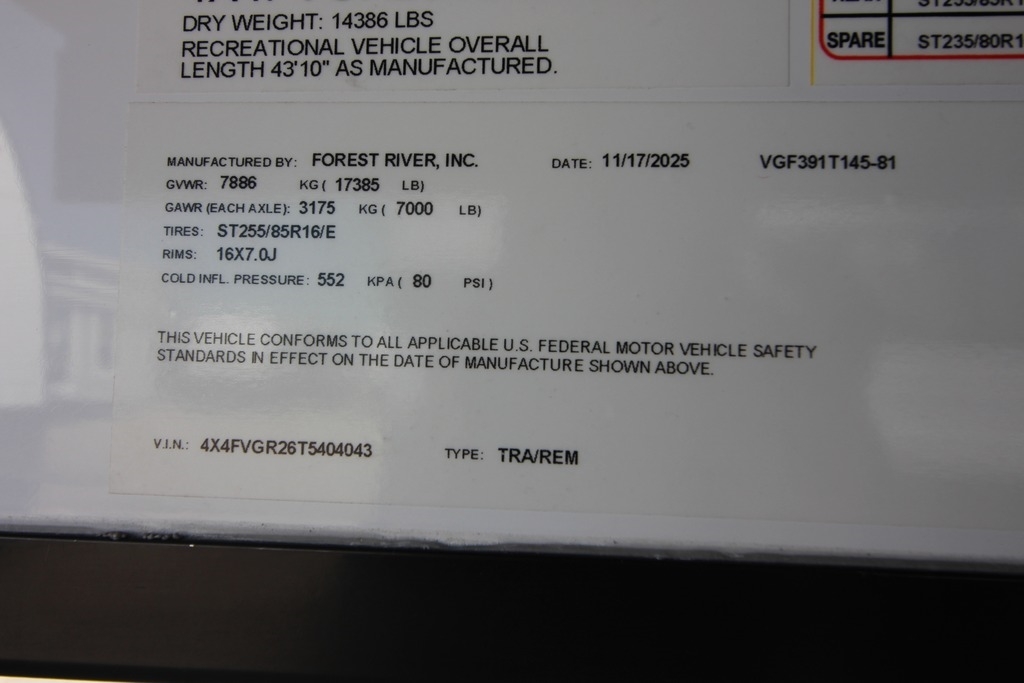 DRY WEIGHT: 14386 LBS
RECREATIONAL VEHICLE OVERALL
LENGTH 43'10" AS MANUFACTURED.
SPARE ST235/80R1
MANUFACTURED BY: FOREST RIVER, INC. DATE: 11/17/2025 VGF391T145-81
GVWR: 7886 KG ( 17385 LB)
GAWR (EACH AXLE): 3175 KG ( 7000 LB)
TIRES: ST255/85R16/E
RIMS: 16X7.0J
COLD INFL. PRESSURE: 552 KPA ( 80 PSI )
THIS VEHICLE CONFORMS TO ALL APPLICABLE U.S. FEDERAL MOTOR VEHICLE SAFETY
STANDARDS IN EFFECT ON THE DATE OF MANUFACTURE SHOWN ABOVE.
V.I.N.: 4X4FVGR26T5404043 TYPE: TRA/REM